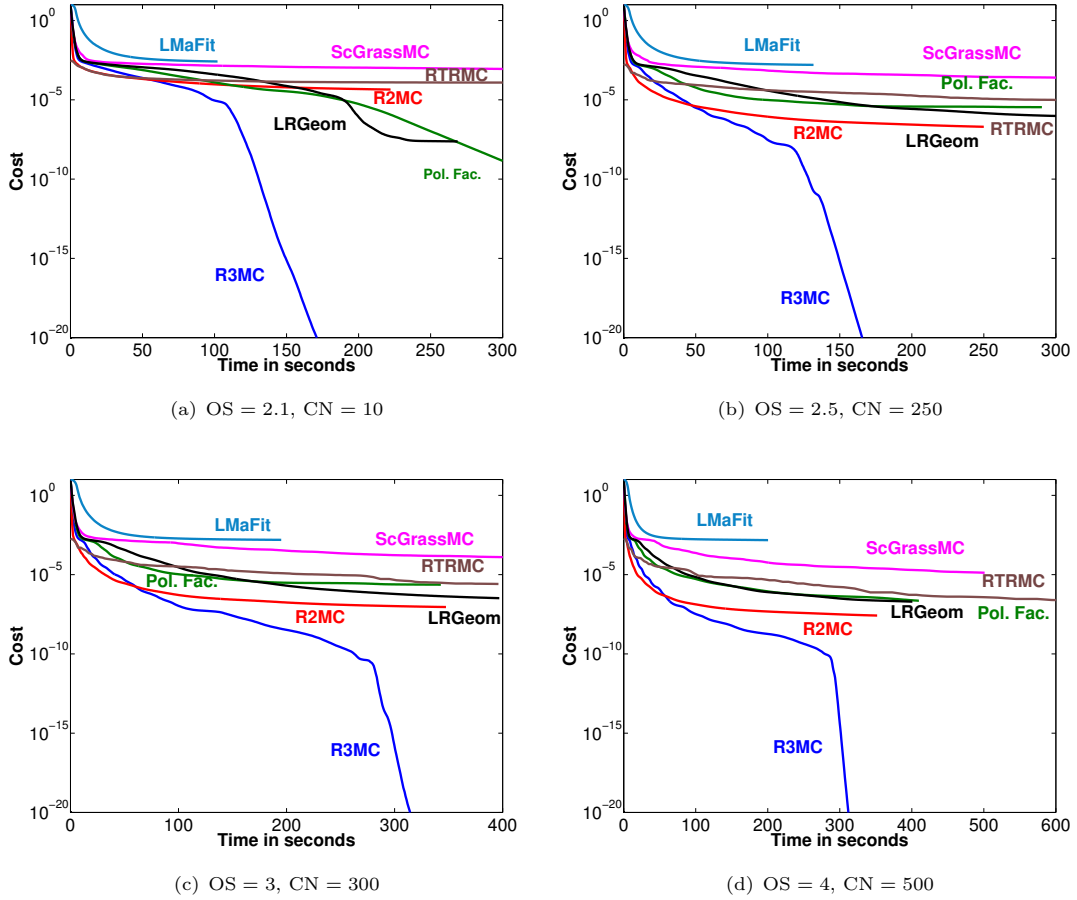 10^0
10^-5
10^-10
10^-15
10^-20
Cost
LMaFit
ScGrassMC
RTRMC
R2MC
LRGeom
Pol. Fac.
R3MC
0 50 100 150 200 250 300
Time in seconds
(a) OS = 2.1, CN = 10
10^0
10^-5
10^-10
10^-15
10^-20
Cost
LMaFit
ScGrassMC
Pol. Fac.
R2MC
RTRMC
LRGeom
R3MC
0 50 100 150 200 250 300
Time in seconds
(b) OS = 2.5, CN = 250
10^0
10^-5
10^-10
10^-15
10^-20
Cost
LMaFit
ScGrassMC
RTRMC
Pol. Fac.
R2MC
LRGeom
R3MC
0 100 200 300 400
Time in seconds
(c) OS = 3, CN = 300
10^0
10^-5
10^-10
10^-15
10^-20
Cost
LMaFit
ScGrassMC
RTRMC
LRGeom
Pol. Fac.
R2MC
R3MC
0 100 200 300 400 500 600
Time in seconds
(d) OS = 4, CN = 500